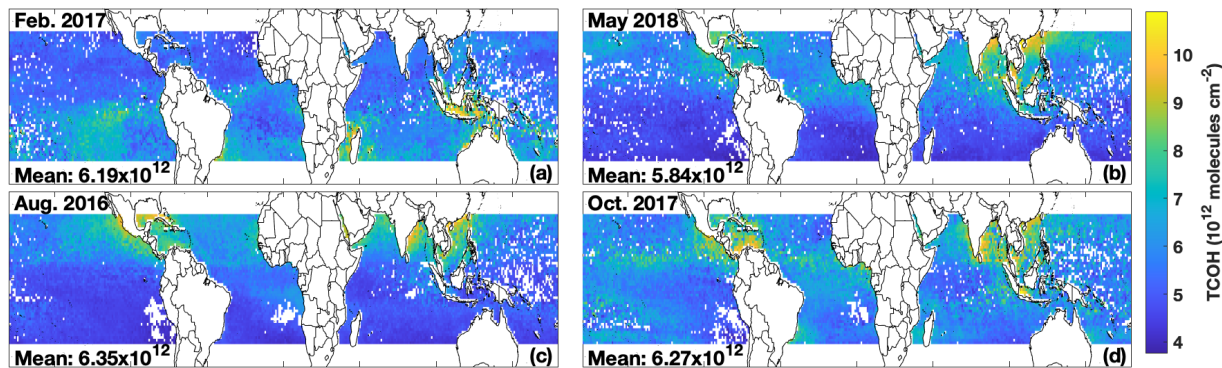 Feb. 2017
Mean: 6.19x10¹²
(a)
May 2018
Mean: 5.84x10¹²
(b)
Aug. 2016
Mean: 6.35x10¹²
(c)
Oct. 2017
Mean: 6.27x10¹²
(d)
10
9
8
7
6
5
4
TCOH (10¹² molecules cm⁻²)